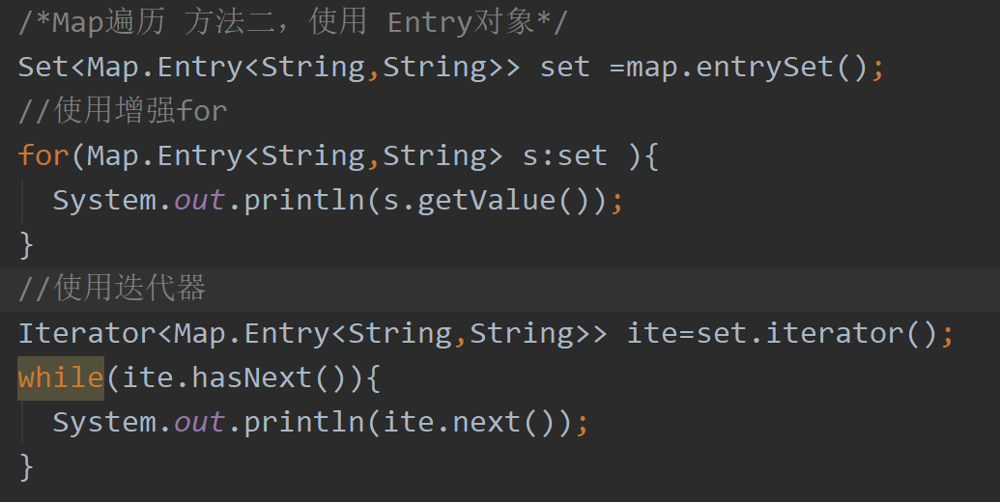 /*Map遍历 方法二，使用 Entry对象*/
Set<Map.Entry<String,String>> set =map.entrySet();
//使用增强for
for(Map.Entry<String,String> s:set ){
  System.out.println(s.getValue());
}
//使用迭代器
Iterator<Map.Entry<String,String>> ite=set.iterator();
while(ite.hasNext()){
  System.out.println(ite.next());
}